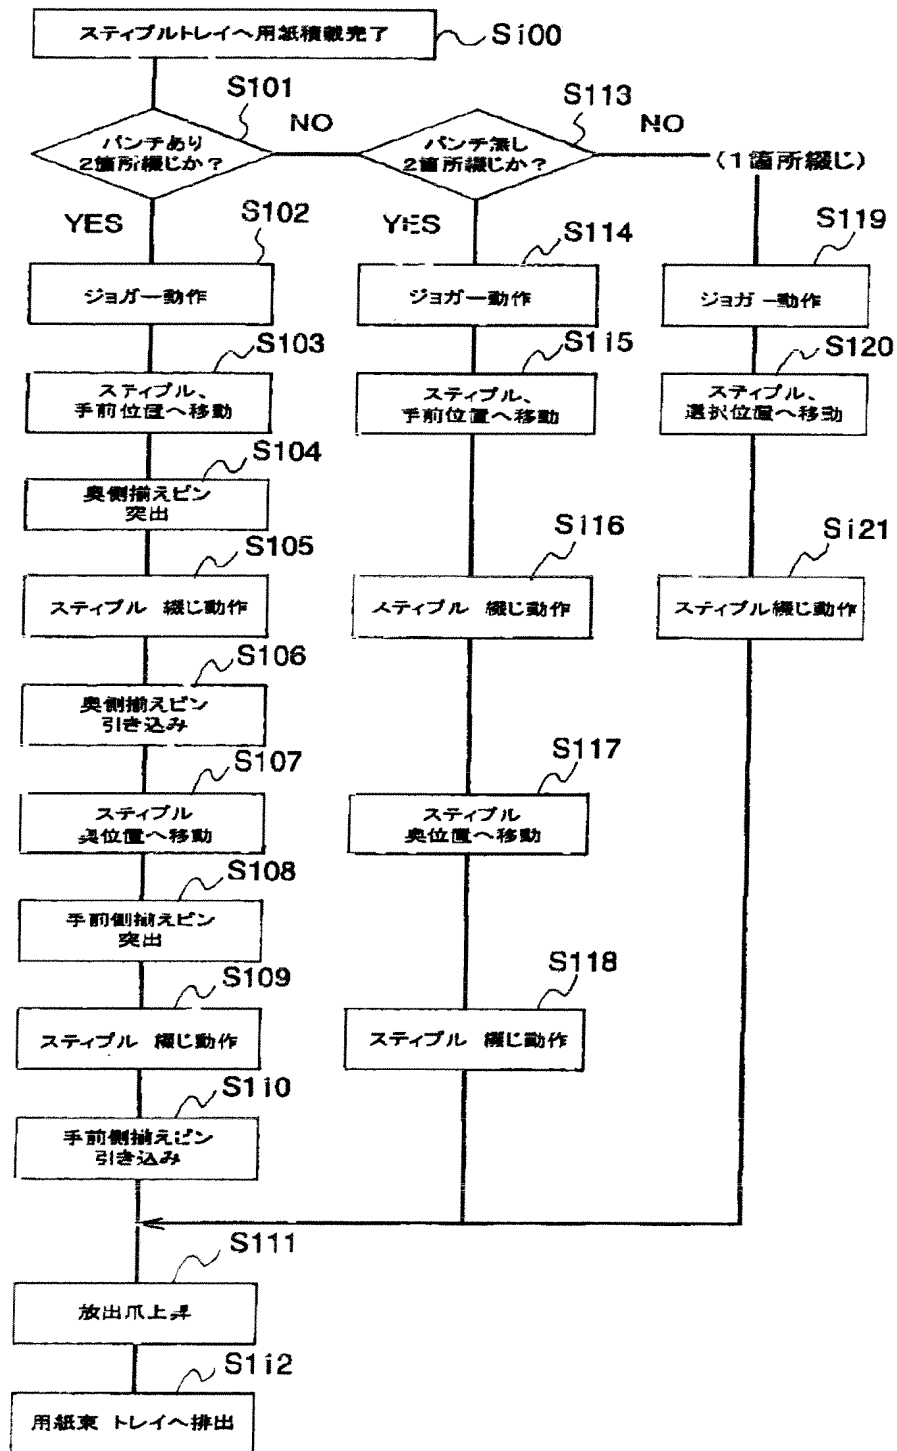 スティプルトレイへ用紙積載完了
Si00
S101
パンチあり
2箇所綴じか?
NO
S113
パンチ無し
2箇所綴じか?
NO
(1箇所綴じ)
YES
S102
ジョガー動作
YES
S114
ジョガー動作
S119
ジョガー動作
S103
スティプル、
手前位置へ移動
S1i5
スティプル、
手前位置へ移動
S120
スティプル、
選択位置へ移動
S104
奥側揃えピン
突出
S105
スティプル 綴じ動作
Si16
スティプル 綴じ動作
Si21
スティプル綴じ動作
S106
奥側揃えピン
引き込み
S107
スティプル
奥位置へ移動
S117
スティプル
奥位置へ移動
S108
手前側揃えピン
突出
S109
スティプル 綴じ動作
S118
スティプル 綴じ動作
S1i0
手前側揃えピン
引き込み
S111
放出爪上昇
S1i2
用紙束 トレイへ排出